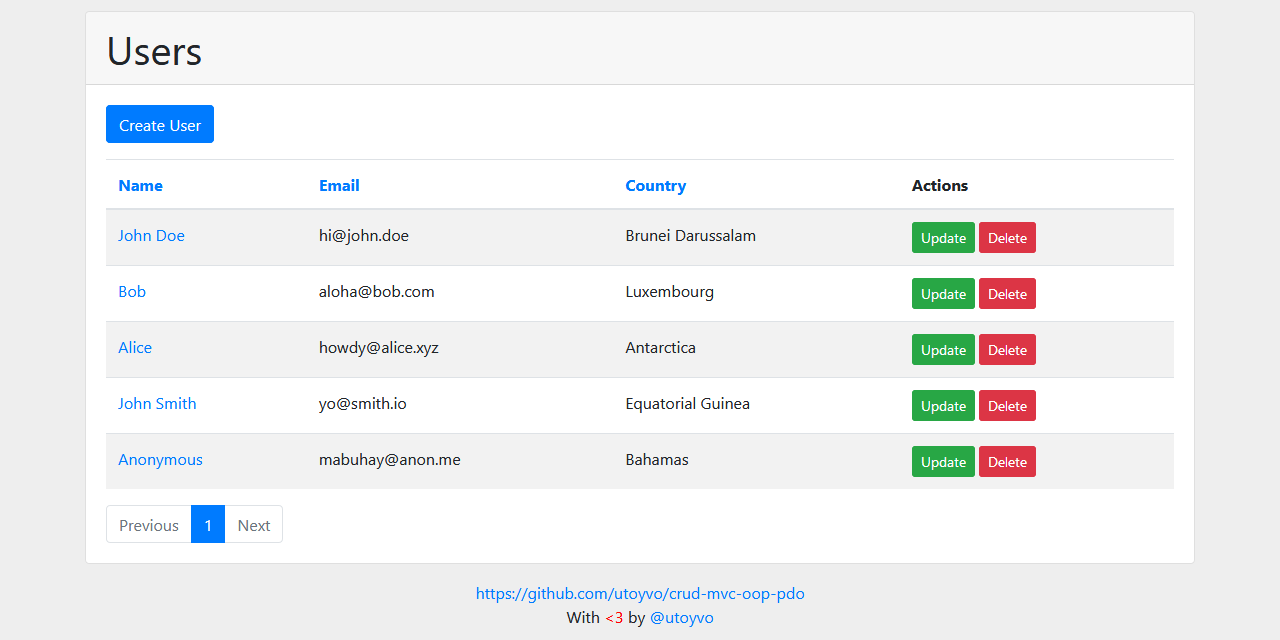 Users
Create User
Name Email Country Actions
John Doe hi@john.doe Brunei Darussalam Update Delete
Bob aloha@bob.com Luxembourg Update Delete
Alice howdy@alice.xyz Antarctica Update Delete
John Smith yo@smith.io Equatorial Guinea Update Delete
Anonymous mabuhay@anon.me Bahamas Update Delete
Previous 1 Next
https://github.com/utoyvo/crud-mvc-oop-pdo
With <3 by @utoyvo